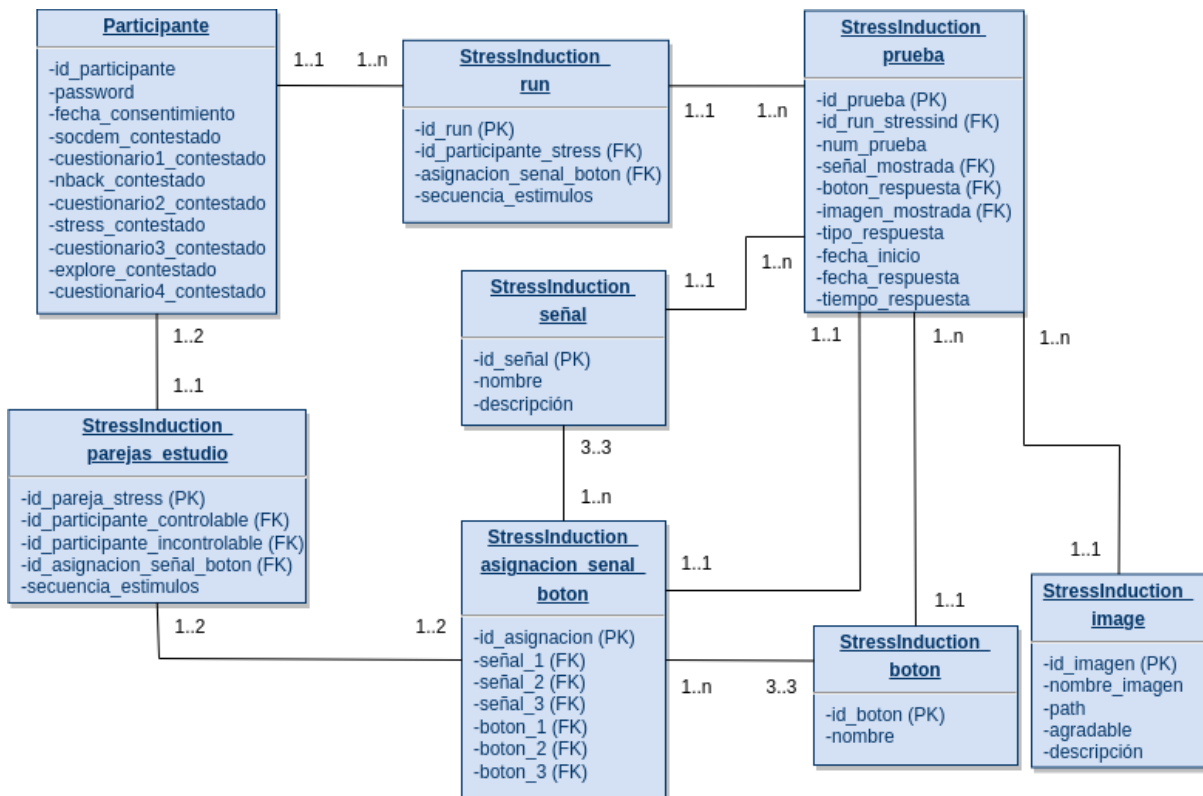 Participante
-id_participante
-password
-fecha_consentimiento
-socdem_contestado
-cuestionario1_contestado
-nback_contestado
-cuestionario2_contestado
-stress_contestado
-cuestionario3_contestado
-explore_contestado
-cuestionario4_contestado
1..1
1..n
StressInduction_
run
-id_run (PK)
-id_participante_stress (FK)
-asignacion_senal_boton (FK)
-secuencia_estimulos
1..1
1..n
StressInduction_
prueba
-id_prueba (PK)
-id_run_stressind (FK)
-num_prueba
-señal_mostrada (FK)
-boton_respuesta (FK)
-imagen_mostrada (FK)
-tipo_respuesta
-fecha_inicio
-fecha_respuesta
-tiempo_respuesta
1..n
1..1
StressInduction_
señal
-id_señal (PK)
-nombre
-descripción
1..2
1..1
1..1
1..n
1..n
StressInduction_
parejas_estudio
-id_pareja_stress (PK)
-id_participante_controlable (FK)
-id_participante_incontrolable (FK)
-id_asignacion_señal_boton (FK)
-secuencia_estimulos
3..3
1..n
StressInduction_
asignacion_senal_
boton
-id_asignacion (PK)
-señal_1 (FK)
-señal_2 (FK)
-señal_3 (FK)
-boton_1 (FK)
-boton_2 (FK)
-boton_3 (FK)
1..2
1..2
1..1
1..n
3..3
1..1
StressInduction_
boton
-id_boton (PK)
-nombre
1..1
StressInduction_
image
-id_imagen (PK)
-nombre_imagen
-path
-agradable
-descripción